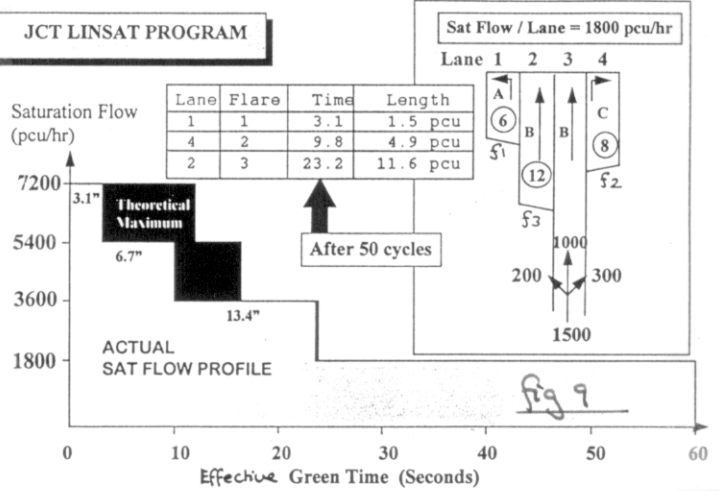 JCT LINSAT PROGRAM
Sat Flow / Lane = 1800 pcu/hr
Lane 1 2 3 4
A
6
f1
B
12
f3
B
C
8
f2
1000
200
300
1500
Lane Flare Time Length
1 1 3.1 1.5 pcu
4 2 9.8 4.9 pcu
2 3 23.2 11.6 pcu
After 50 cycles
Saturation Flow
(pcu/hr)
7200
5400
3600
1800
3.1"
Theoretical
Maximum
6.7"
13.4"
ACTUAL
SAT FLOW PROFILE
fig 9
0 10 20 30 40 50 60
Effective Green Time (Seconds)